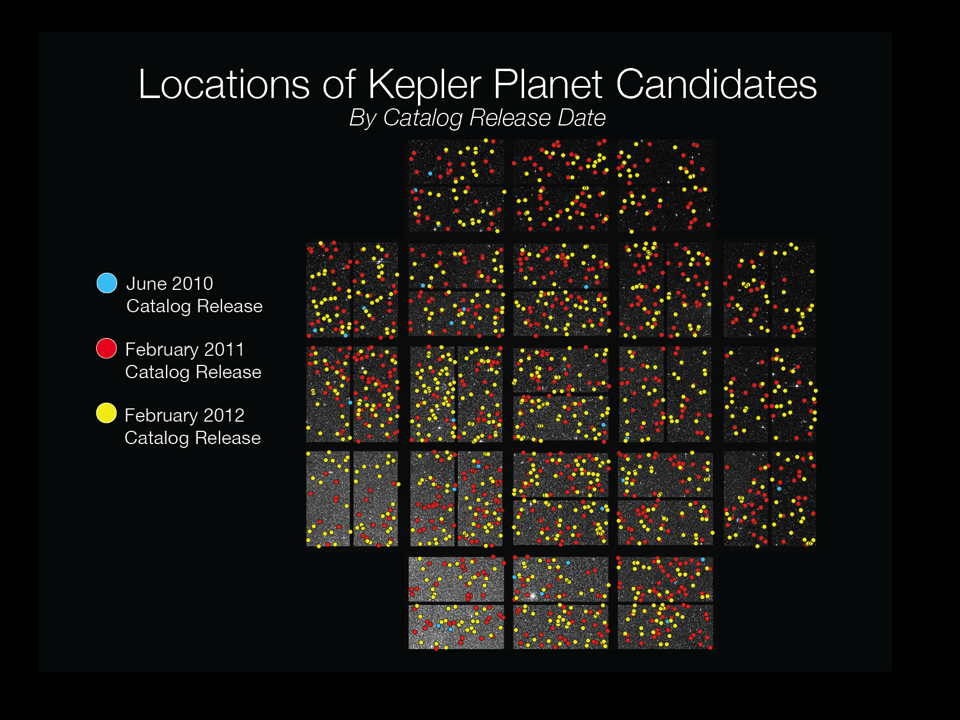 Locations of Kepler Planet Candidates
By Catalog Release Date
June 2010
Catalog Release
February 2011
Catalog Release
February 2012
Catalog Release